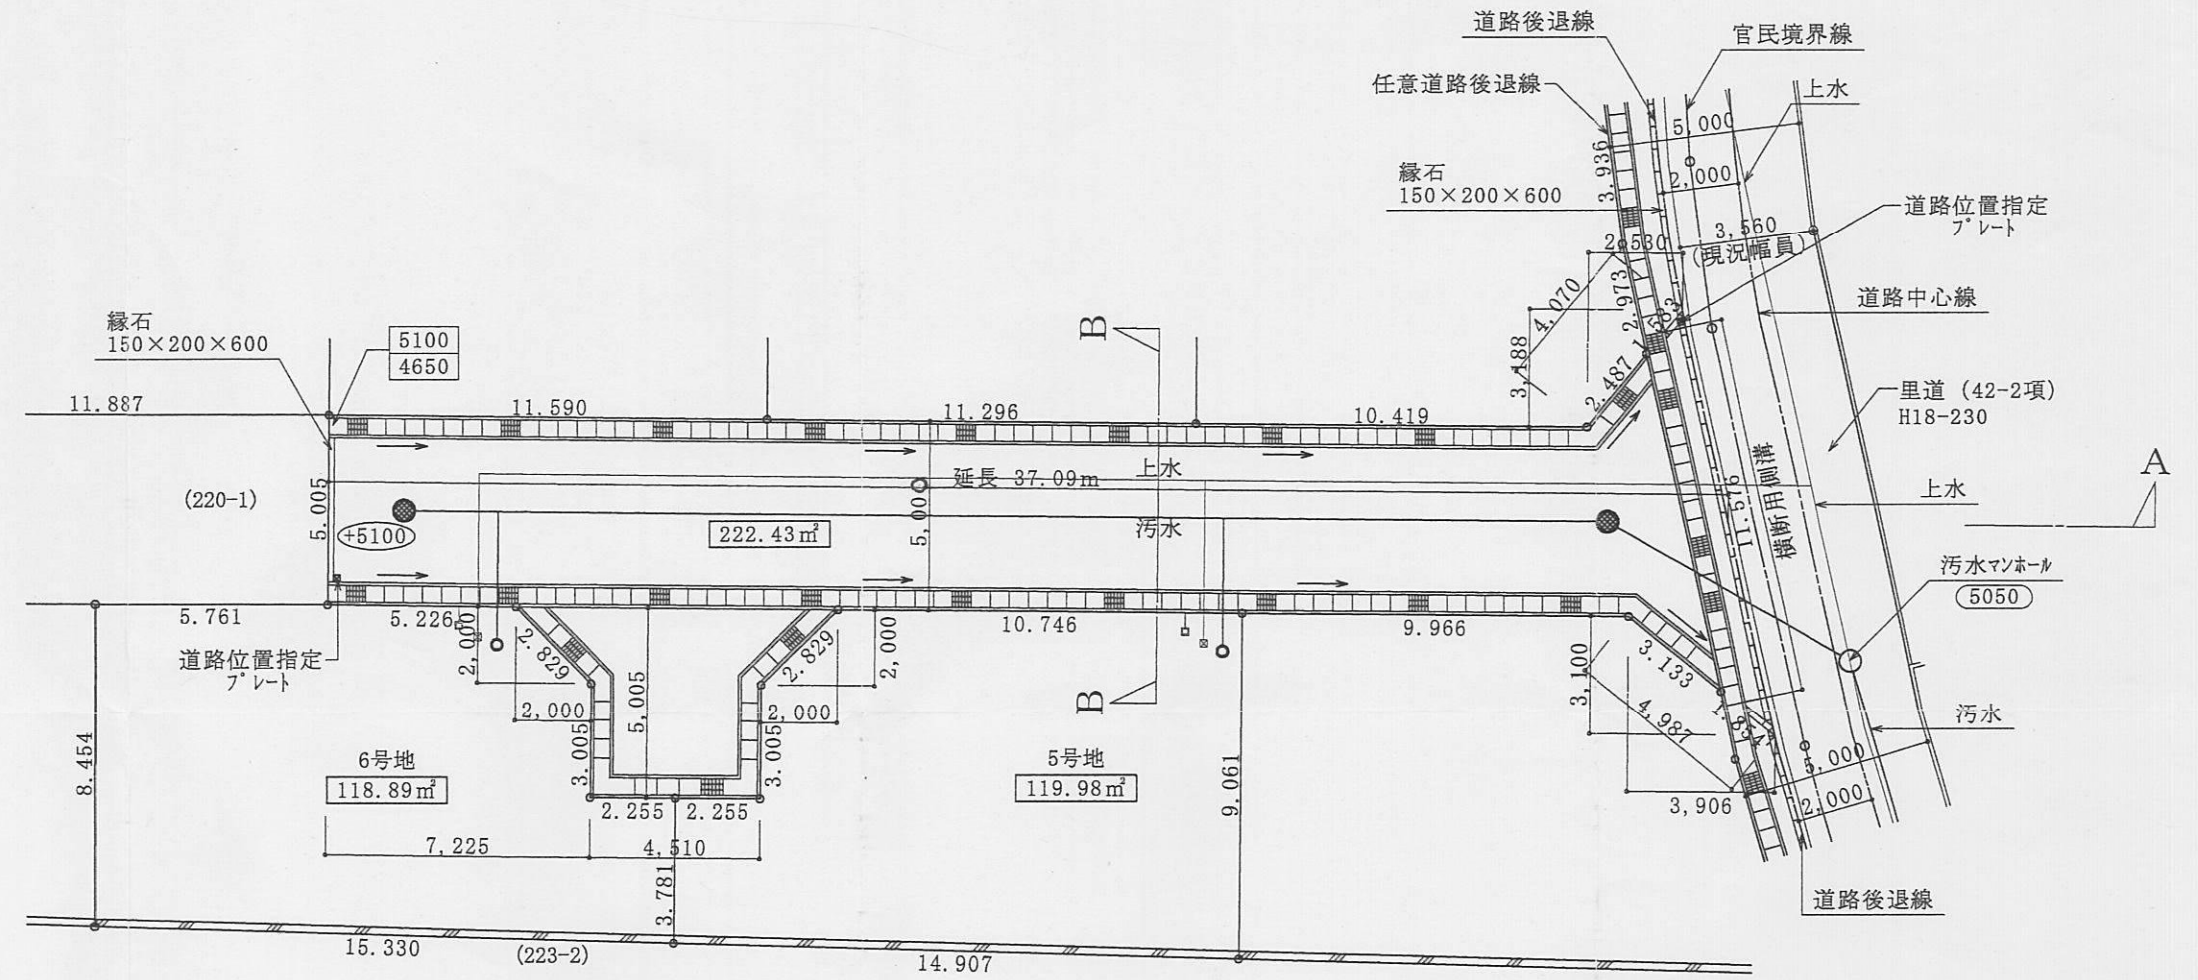 道路後退線
官民境界線
任意道路後退線
上水
5,000
3.936
縁石
150×200×600
2,000
道路位置指定
プレート
3,560
(現況幅員)
2,530
2.973
4,070
道路中心線
縁石
150×200×600
5100
4650
B
3,188
2.487
里道 (42-2項)
H18-230
11.887
11.590
11.296
10.419
上水
延長 37.09m
11.576
横断用側溝
A
上水
(220-1)
5.005
+5100
222.43㎡
5,000
汚水
汚水マンホール
5050
5.761
5.226
2,000
2.829
2.829
2,000
10.746
9.966
3.133
道路位置指定
プレート
5,005
3,100
2,000
2,000
B
4,987
汚水
8.454
6号地
118.89㎡
3.005
3.005
5号地
119.98㎡
9.061
5,000
3,906
2,000
2.255
2.255
7,225
4,510
3.781
道路後退線
15.330
(223-2)
14.907